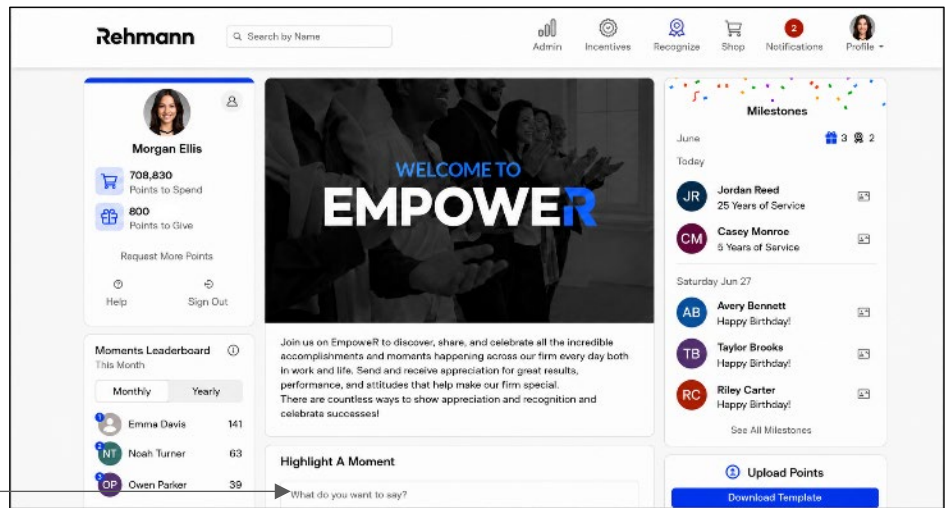 Rehmann
Search by Name
Admin
Incentives
Recognize
Shop
2
Notifications
Profile
Morgan Ellis
708,830
Points to Spend
800
Points to Give
Request More Points
Help
Sign Out
Moments Leaderboard
This Month
Monthly
Yearly
1
Emma Davis 141
2
NT Noah Turner 63
3
OP Owen Parker 39
WELCOME TO
EMPOWER
Join us on EmpoweR to discover, share, and celebrate all the incredible
accomplishments and moments happening across our firm every day both
in work and life. Send and receive appreciation for great results,
performance, and attitudes that help make our firm special.
There are countless ways to show appreciation and recognition and
celebrate successes!
Highlight A Moment
What do you want to say?
Milestones
June 3 2
Today
JR Jordan Reed
25 Years of Service
CM Casey Monroe
5 Years of Service
Saturday Jun 27
AB Avery Bennett
Happy Birthday!
TB Taylor Brooks
Happy Birthday!
RC Riley Carter
Happy Birthday!
See All Milestones
Upload Points
Download Template